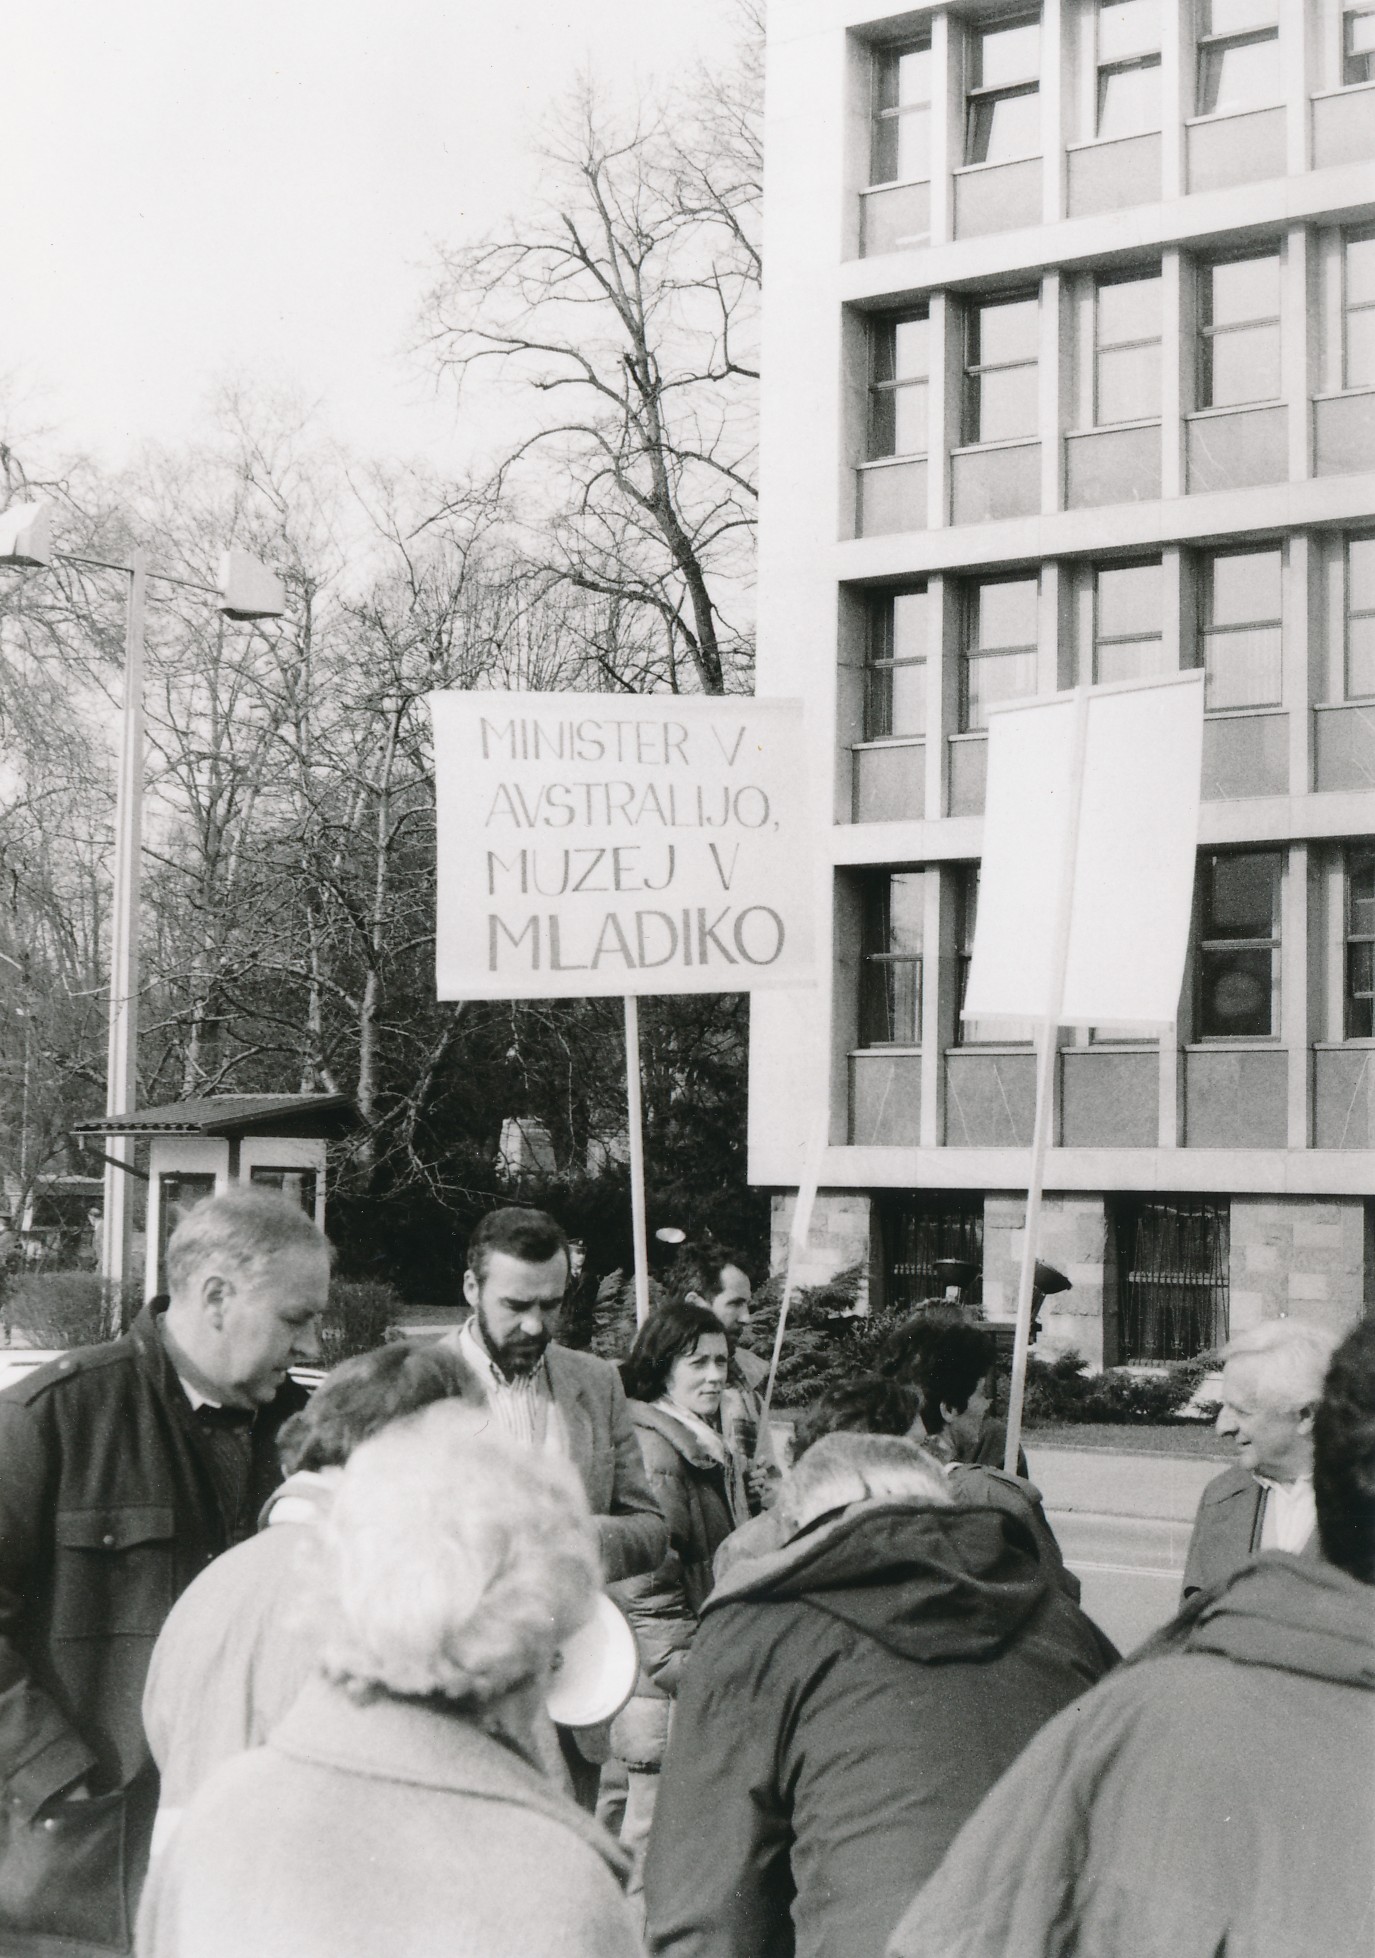 MINISTER V
AVSTRALIJO,
MUZEJ V
MLADIKO